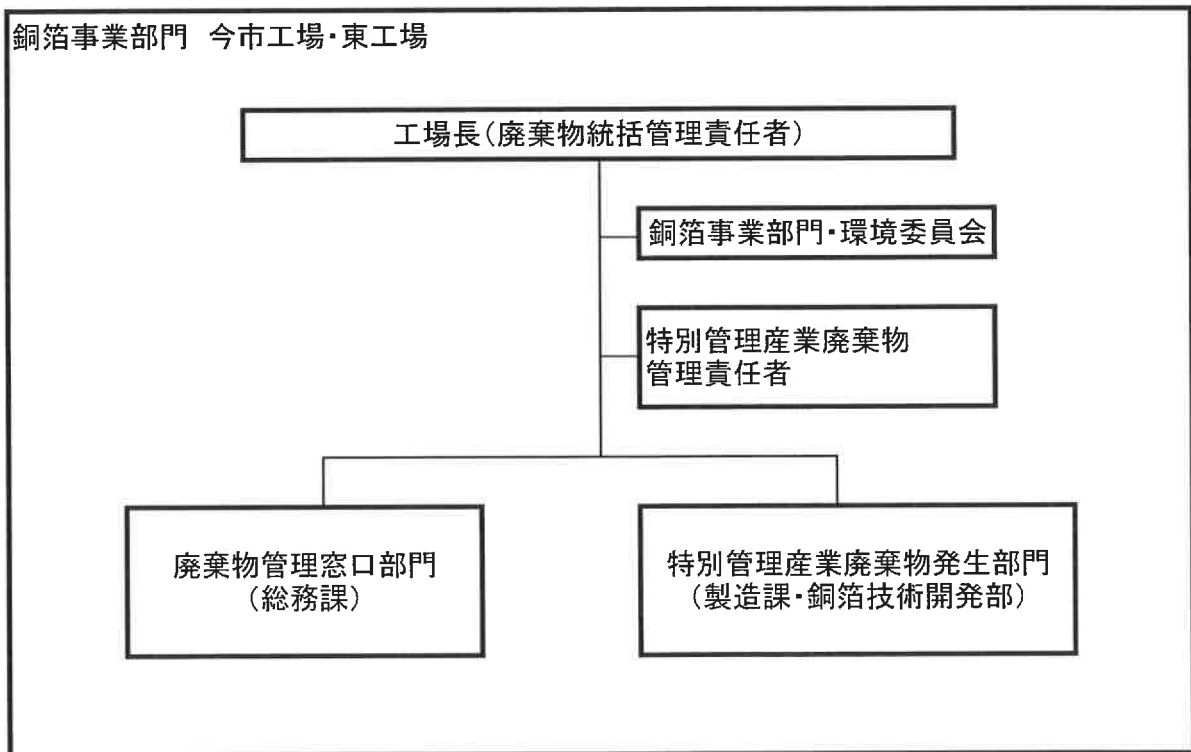 銅箔事業部門 今市工場・東工場
工場長(廃棄物統括管理責任者)
銅箔事業部門・環境委員会
特別管理産業廃棄物
管理責任者
廃棄物管理窓口部門
(総務課)
特別管理産業廃棄物発生部門
(製造課・銅箔技術開発部)